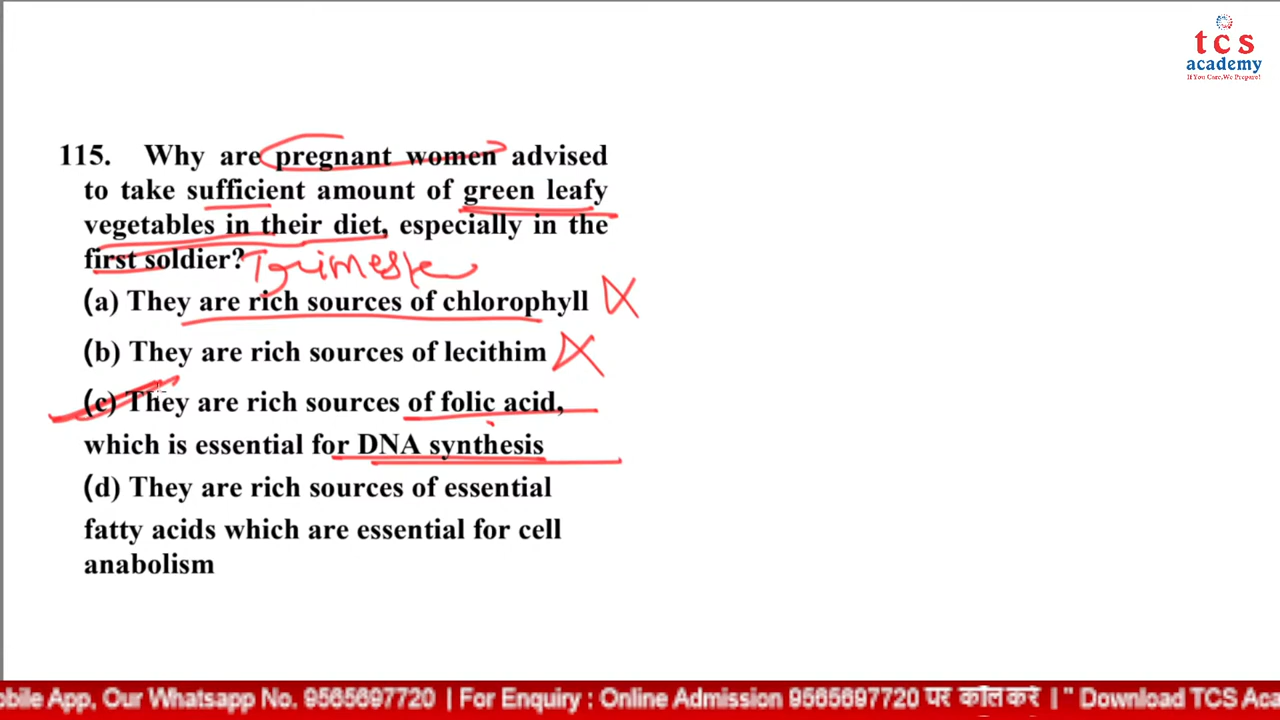 tcs
academy
If You Care, We Prepare!
115. Why are pregnant women advised
to take sufficient amount of green leafy
vegetables in their diet, especially in the
first soldier? Trimeste
(a) They are rich sources of chlorophyll
(b) They are rich sources of lecithim
(c) They are rich sources of folic acid,
which is essential for DNA synthesis
(d) They are rich sources of essential
fatty acids which are essential for cell
anabolism
obile App, Our Whatsapp No. 9565697720 | For Enquiry : Online Admission 9565697720 पर कॉल करें | " Download TCS Aca